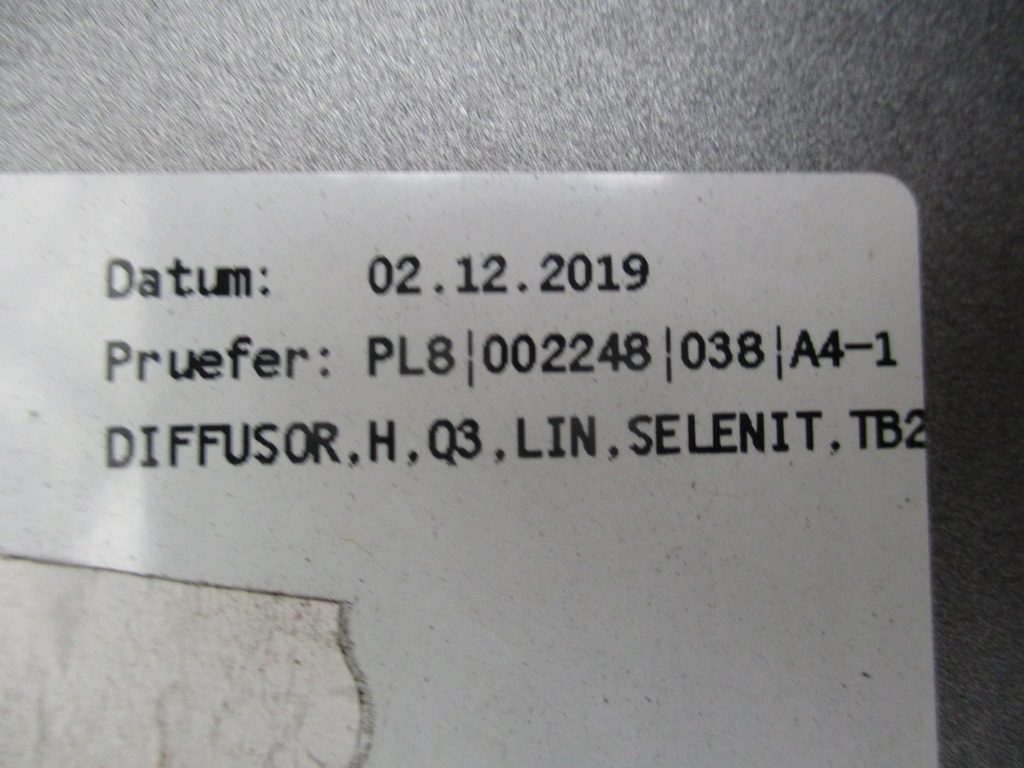 Datum: 02.12.2019
Pruefer: PL8|002248|038|A4-1
DIFFUSOR,H,Q3,LIN,SELENIT,TB2